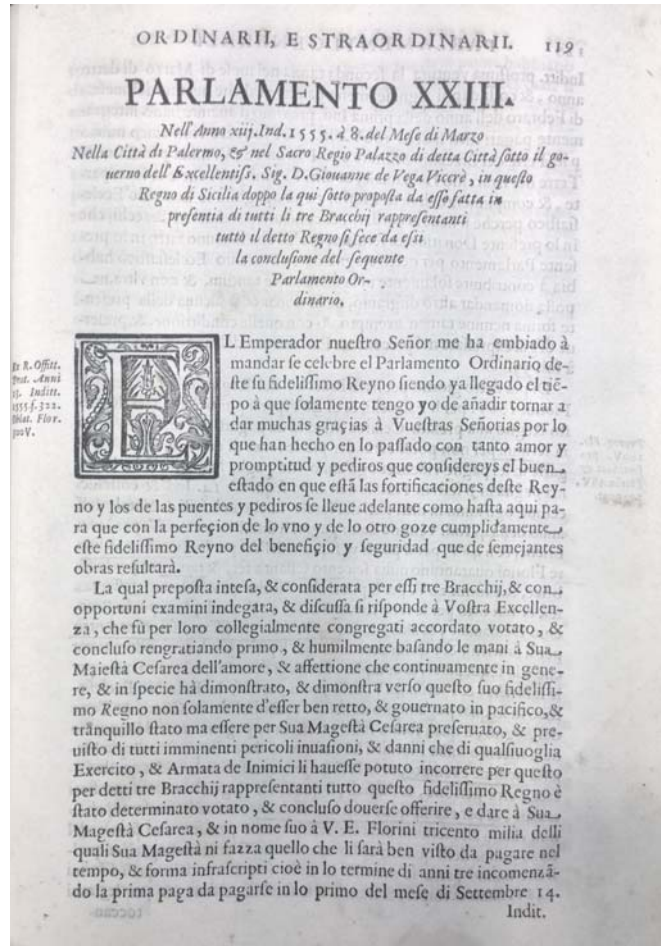 ORDINARII, E STRAORDINARII. 119.
PARLAMENTO XXIII.
Nell'Anno xiij. Ind. 1555. à 8. del Mese di Marzo
Nella Città di Palermo, & nel Sacro Regio Palazzo di detta Città ſotto il go-
uerno dell'Excellentiſs. Sig. D. Giouanne de Vega Vicerè, in queſto
Regno di Sicilia doppo la qui ſotto propoſta da eſſo fatta in
preſentia di tutti li tre Bracchij rappreſentanti
tutto il detto Regno ſi fece da eſsi
la concluſione del ſequente
Parlamento Or-
dinario.
EL Emperador nueſtro Señor me ha embiado à
mandar ſe celebre el Parlamento Ordinario de-
ſte ſu fideliſſimo Reyno ſiendo ya llegado el tiē-
po à que ſolamente tengo yo de añadir tornar a
dar muchas graçias à Vueſtras Señorias por lo
que han hecho en lo paſſado con tanto amor y
promptitud y pediros que conſidereys el buen
eſtado en que eſtā las fortificaciones deſte Rey-
no y los de las puentes y pediros ſe lleue adelante como haſta aqui pa-
ra que con la perfeçion de lo vno y de lo otro goze cumplidamente
eſte fideliſſimo Reyno del benefiçio y ſeguridad que de ſemejantes
obras reſultarà.
La qual prepoſta inteſa, & conſiderata per eſſi tre Bracchij, & con
opportuni examini indegata, & diſcuſſa ſi riſponde à Voſtra Excellen-
za, che fù per loro collegialmente congregati accordato votato, &
concluſo rengratiando primo, & humilmente baſando le mani à Sua
Maieſtà Ceſarea dell'amore, & affettione che continuamente in gene-
re, & in ſpecie hà dimonſtrato, & dimonſtra verſo queſto ſuo fideliſſi-
mo Regno non ſolamente d'eſſer ben retto, & gouernato in pacifico, &
trãnquillo ſtato ma eſſere per Sua Mageſtà Ceſarea preſeruato, & pre-
uiſto di tutti imminenti pericoli inuaſioni, & danni che di qualſiuoglia
Exercito, & Armata de Inimici li haueſſe potuto incorrere per queſto
per detti tre Bracchij rappreſentanti tutto queſto fideliſſimo Regno è
ſtato determinato votato, & concluſo douerſe offerire, e dare à Sua
Mageſtà Ceſarea, & in nome ſuo à V. E. Florini tricento milia delli
quali Sua Mageſtà ni fazza quello che li ſarà ben viſto da pagare nel
tempo, & forma infraſcripti cioè in lo termine di anni tre incomenzā-
do la prima paga da pagarſe in lo primo del meſe di Settembre 14.
Indit.
R. Offitt.
Prot. Anni
Inditt.
1555. f. 322.
Flor.